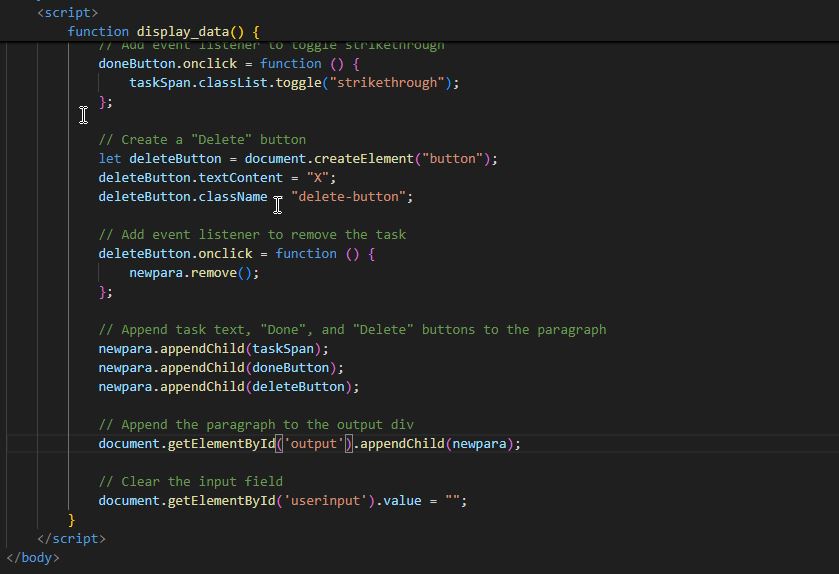 <script>
function display_data() {
// Add event listener to toggle strikethrough
doneButton.onclick = function () {
taskSpan.classList.toggle("strikethrough");
};
// Create a "Delete" button
let deleteButton = document.createElement("button");
deleteButton.textContent = "X";
deleteButton.className "delete-button";
// Add event listener to remove the task
deleteButton.onclick = function () {
newpara.remove();
};
// Append task text, "Done", and "Delete" buttons to the paragraph
newpara.appendChild(taskSpan);
newpara.appendChild(doneButton);
newpara.appendChild(deleteButton);
// Append the paragraph to the output div
document.getElementById('output').appendChild(newpara);
// Clear the input field
document.getElementById('userinput').value = "";
}
</script>
</body>